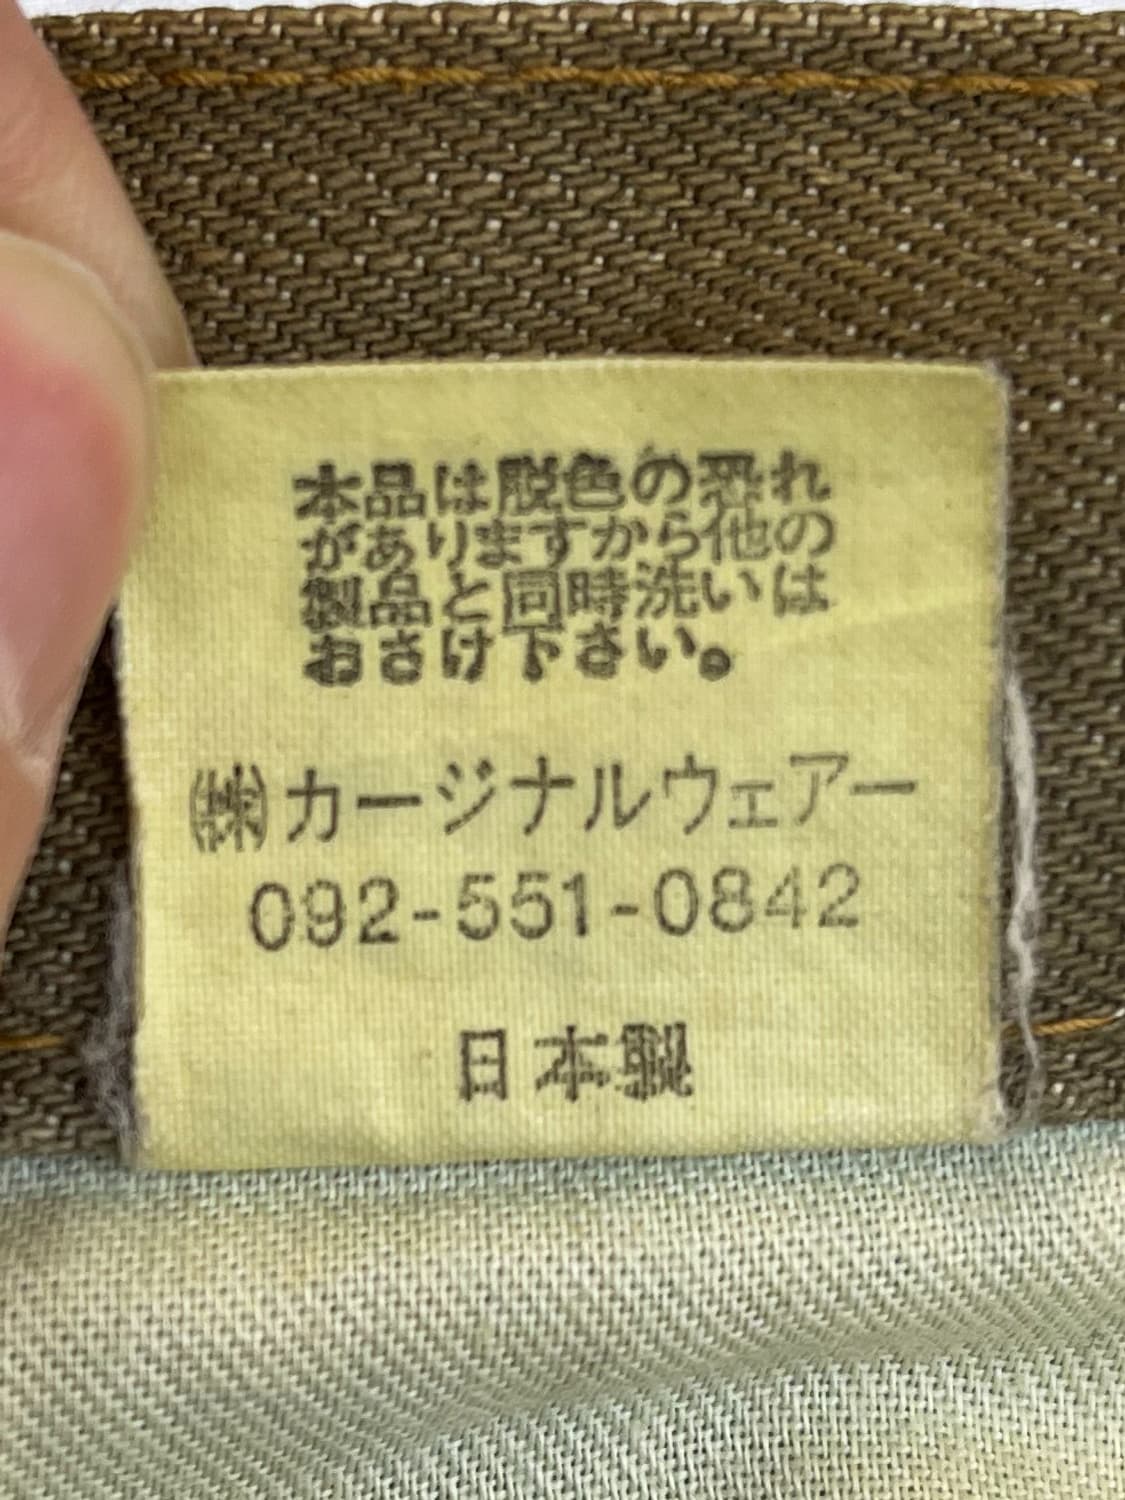 本品は脱色の恐れ
がありますから他の
製品と同時洗いは
おさけ下さい。
㈱カージナルウェアー
092-551-0842
日本製